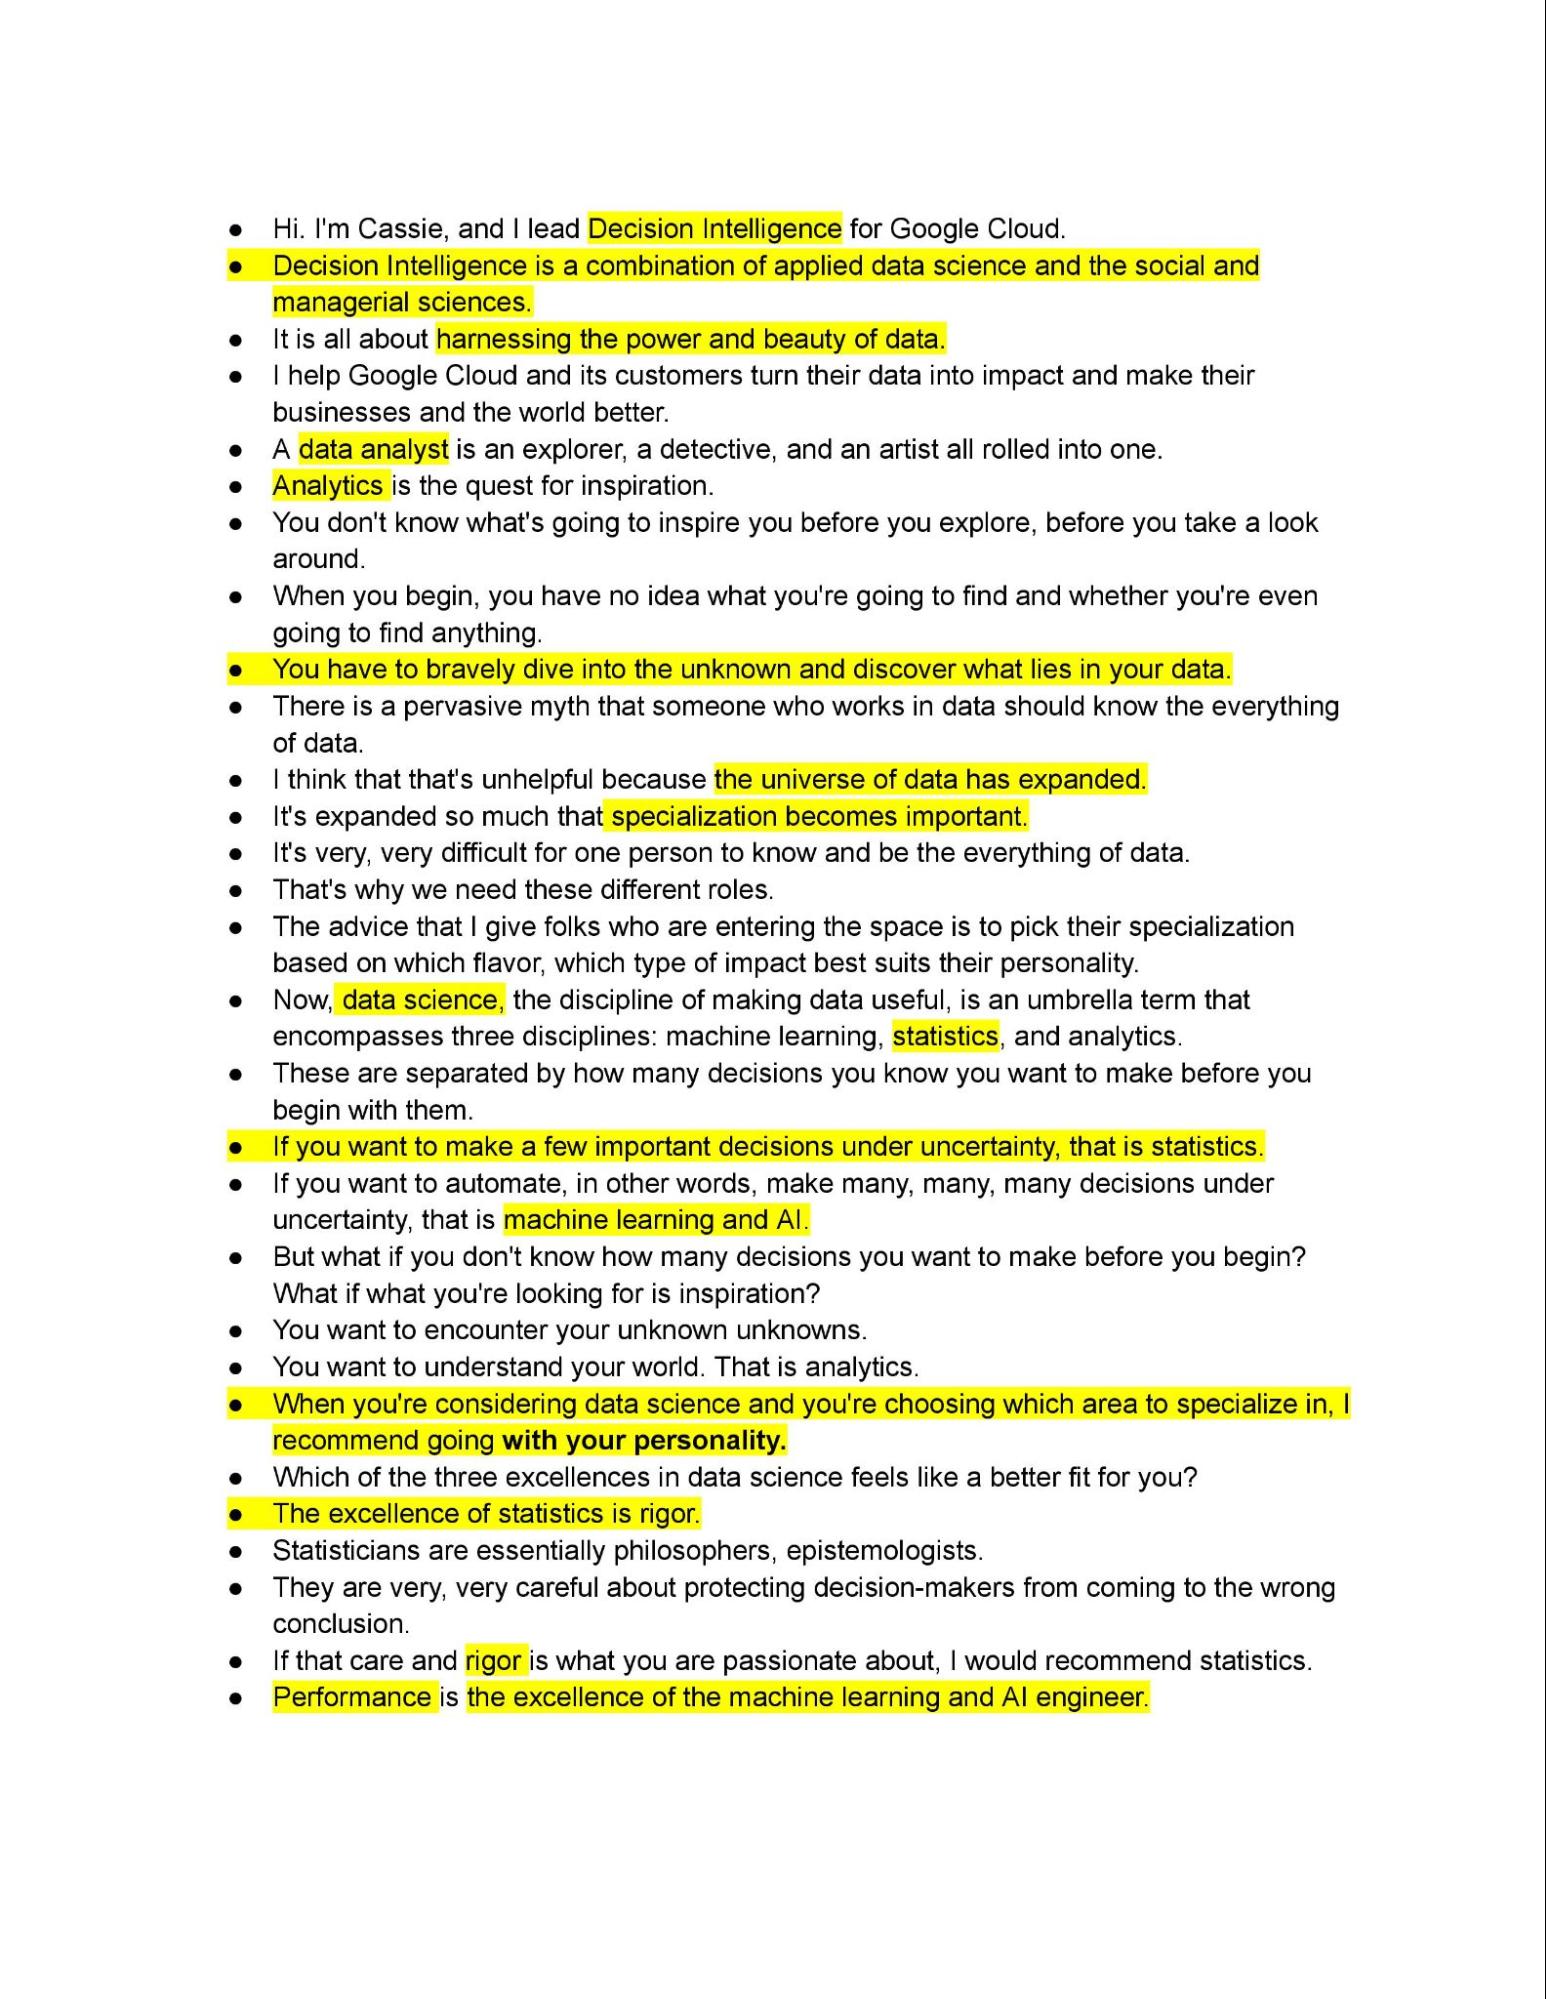 ● Hi. I'm Cassie, and I lead Decision Intelligence for Google Cloud.
● Decision Intelligence is a combination of applied data science and the social and
managerial sciences.
● It is all about harnessing the power and beauty of data.
● I help Google Cloud and its customers turn their data into impact and make their
businesses and the world better.
● A data analyst is an explorer, a detective, and an artist all rolled into one.
● Analytics is the quest for inspiration.
● You don't know what's going to inspire you before you explore, before you take a look
around.
● When you begin, you have no idea what you're going to find and whether you're even
going to find anything.
● You have to bravely dive into the unknown and discover what lies in your data.
● There is a pervasive myth that someone who works in data should know the everything
of data.
● I think that that's unhelpful because the universe of data has expanded.
● It's expanded so much that specialization becomes important.
● It's very, very difficult for one person to know and be the everything of data.
● That's why we need these different roles.
● The advice that I give folks who are entering the space is to pick their specialization
based on which flavor, which type of impact best suits their personality.
● Now, data science, the discipline of making data useful, is an umbrella term that
encompasses three disciplines: machine learning, statistics, and analytics.
● These are separated by how many decisions you know you want to make before you
begin with them.
● If you want to make a few important decisions under uncertainty, that is statistics.
● If you want to automate, in other words, make many, many, many decisions under
uncertainty, that is machine learning and AI.
● But what if you don't know how many decisions you want to make before you begin?
What if what you're looking for is inspiration?
● You want to encounter your unknown unknowns.
● You want to understand your world. That is analytics.
● When you're considering data science and you're choosing which area to specialize in, I
recommend going with your personality.
● Which of the three excellences in data science feels like a better fit for you?
● The excellence of statistics is rigor.
● Statisticians are essentially philosophers, epistemologists.
● They are very, very careful about protecting decision-makers from coming to the wrong
conclusion.
● If that care and rigor is what you are passionate about, I would recommend statistics.
● Performance is the excellence of the machine learning and AI engineer.